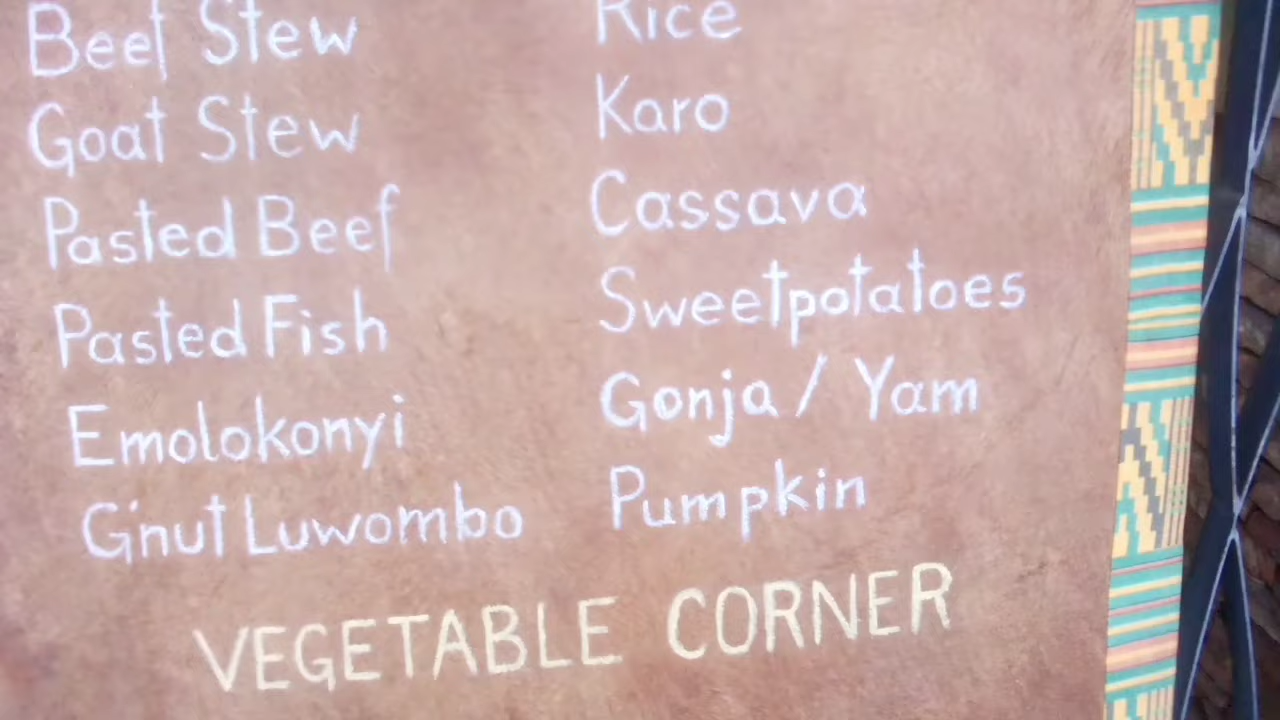 Beef Stew
Goat Stew
Pasted Beef
Pasted Fish
Emolokonyi
G'nut Luwombo
Rice
Karo
Cassava
Sweetpotatoes
Gonja / Yam
Pumpkin
VEGETABLE CORNER